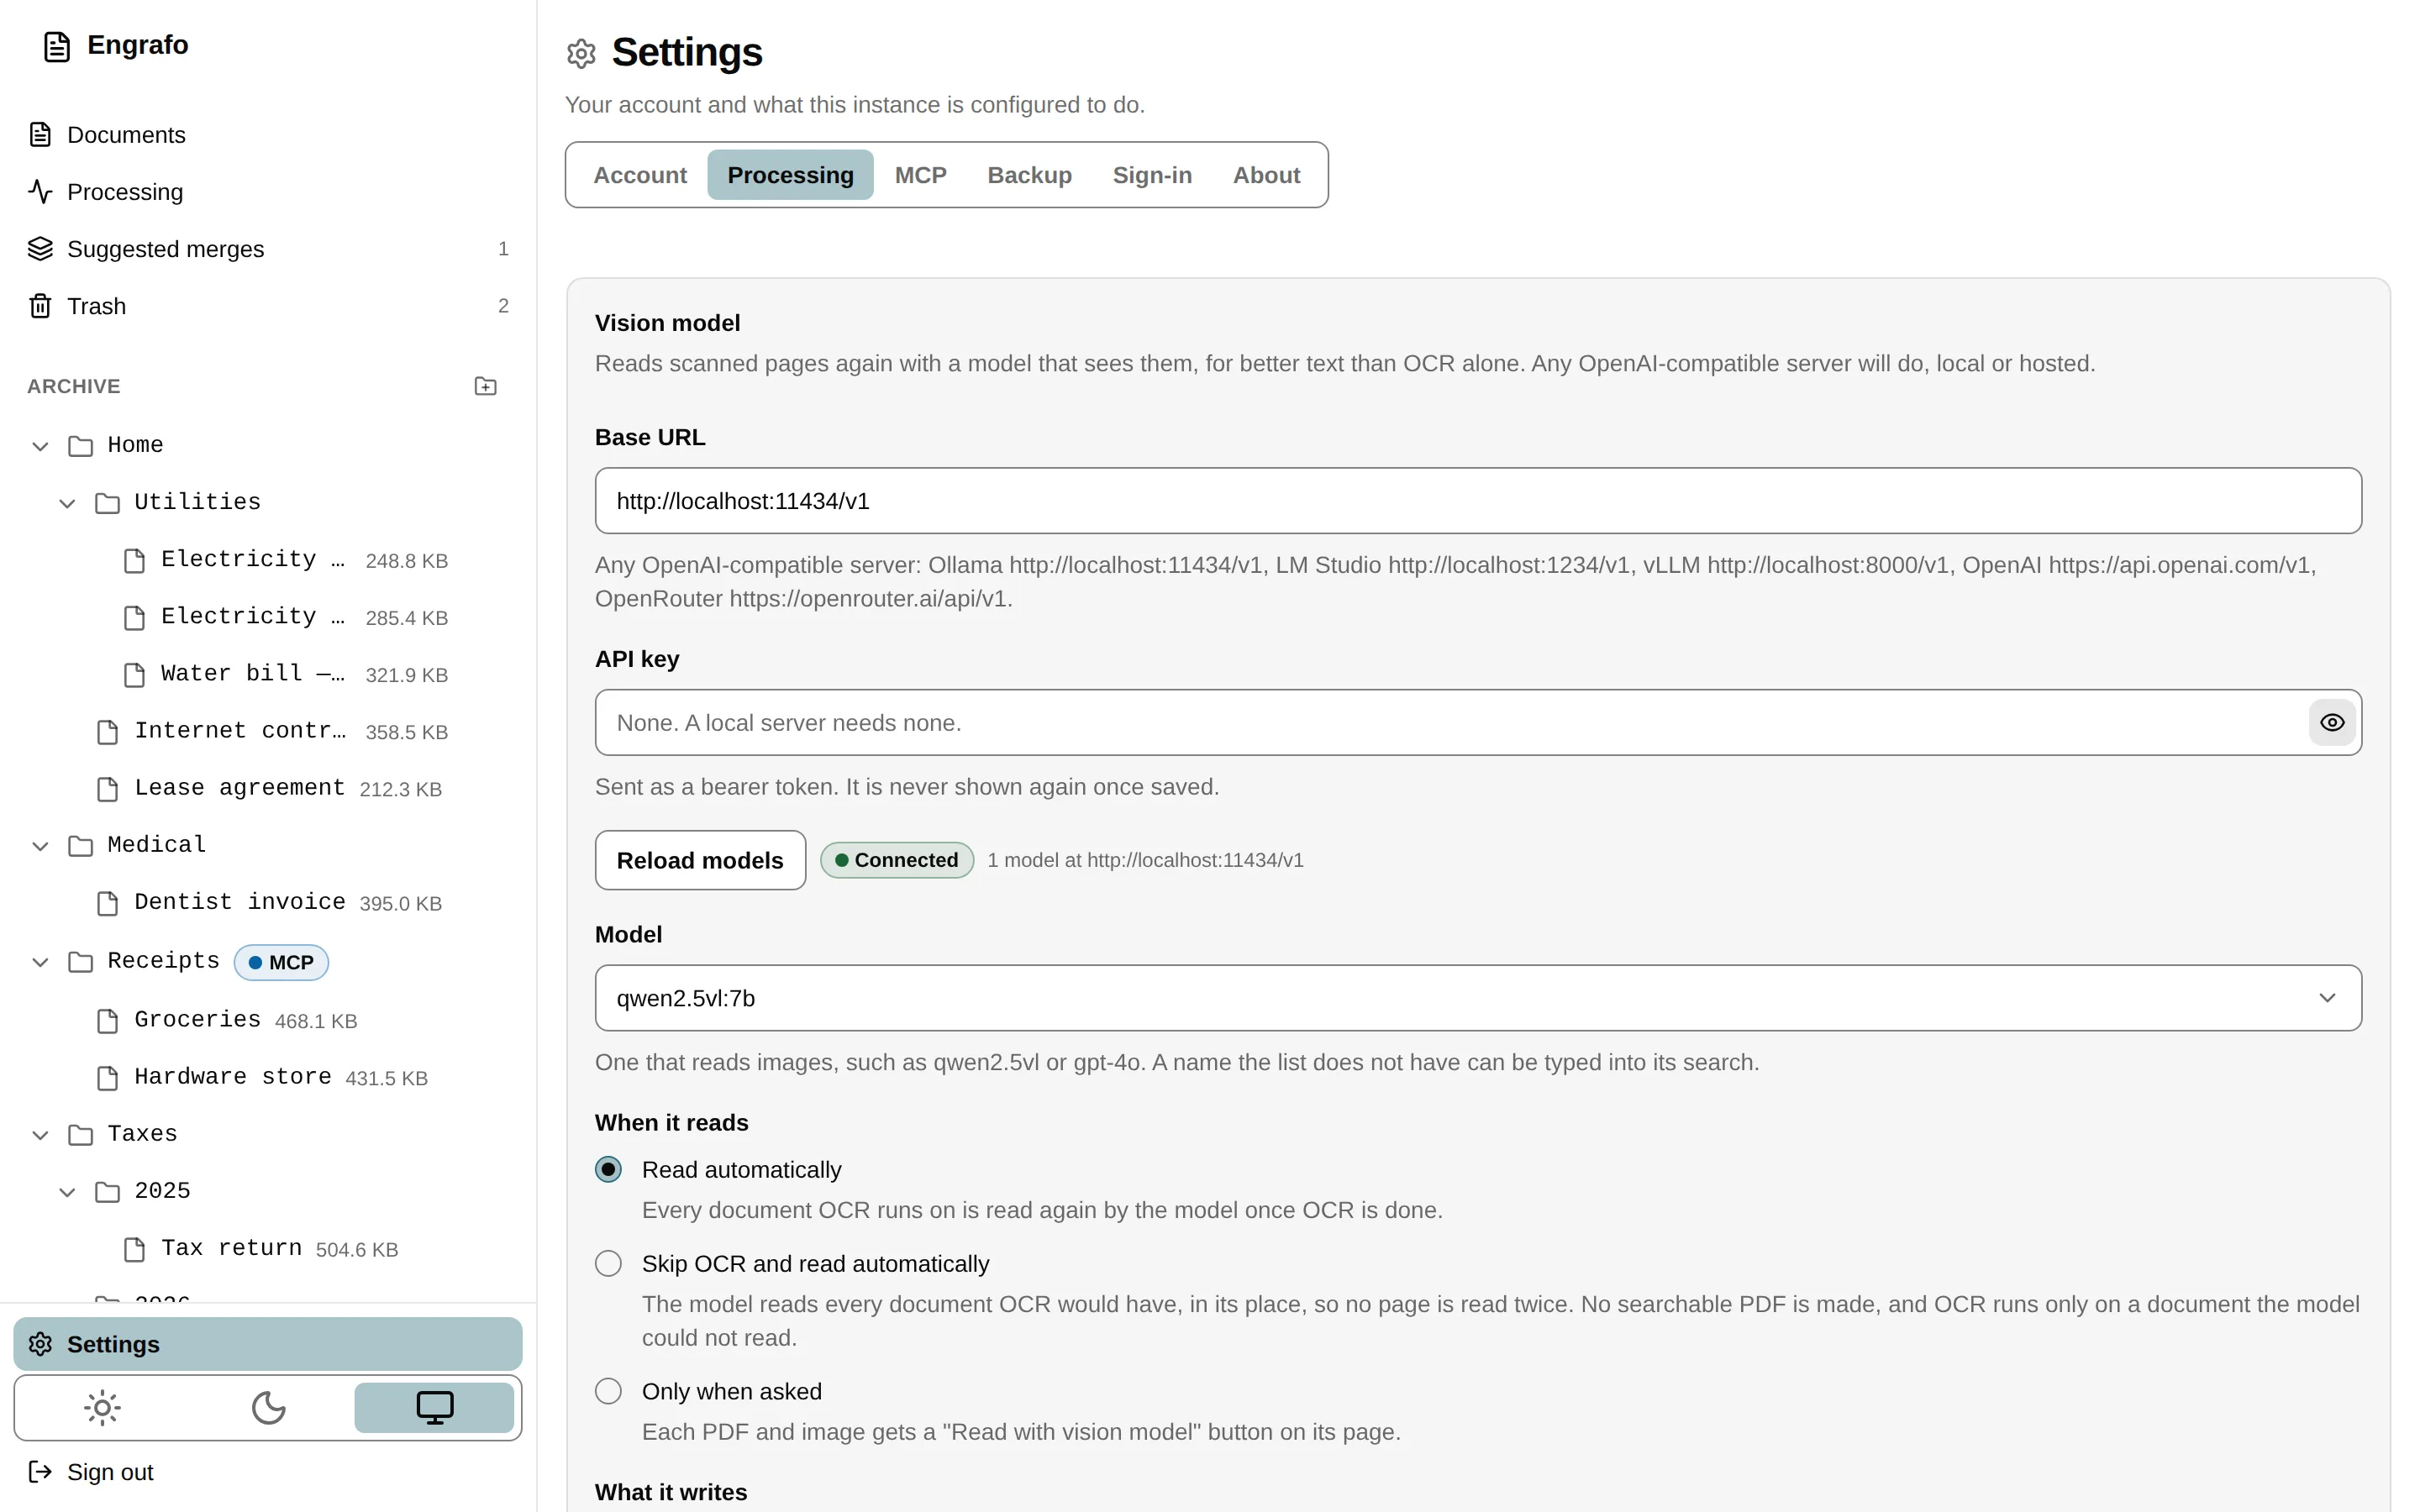 Engrafo
Documents
Processing
Suggested merges 1
Trash 2
ARCHIVE
Home
Utilities
Electricity … 248.8 KB
Electricity … 285.4 KB
Water bill —… 321.9 KB
Internet contr… 358.5 KB
Lease agreement 212.3 KB
Medical
Dentist invoice 395.0 KB
Receipts MCP
Groceries 468.1 KB
Hardware store 431.5 KB
Taxes
2025
Tax return 504.6 KB
Settings
Sign out
Settings
Your account and what this instance is configured to do.
Account Processing MCP Backup Sign-in About
Vision model
Reads scanned pages again with a model that sees them, for better text than OCR alone. Any OpenAI-compatible server will do, local or hosted.
Base URL
http://localhost:11434/v1
Any OpenAI-compatible server: Ollama http://localhost:11434/v1, LM Studio http://localhost:1234/v1, vLLM http://localhost:8000/v1, OpenAI https://api.openai.com/v1,
OpenRouter https://openrouter.ai/api/v1.
API key
None. A local server needs none.
Sent as a bearer token. It is never shown again once saved.
Reload models Connected 1 model at http://localhost:11434/v1
Model
qwen2.5vl:7b
One that reads images, such as qwen2.5vl or gpt-4o. A name the list does not have can be typed into its search.
When it reads
Read automatically
Every document OCR runs on is read again by the model once OCR is done.
Skip OCR and read automatically
The model reads every document OCR would have, in its place, so no page is read twice. No searchable PDF is made, and OCR runs only on a document the model
could not read.
Only when asked
Each PDF and image gets a "Read with vision model" button on its page.
What it writes